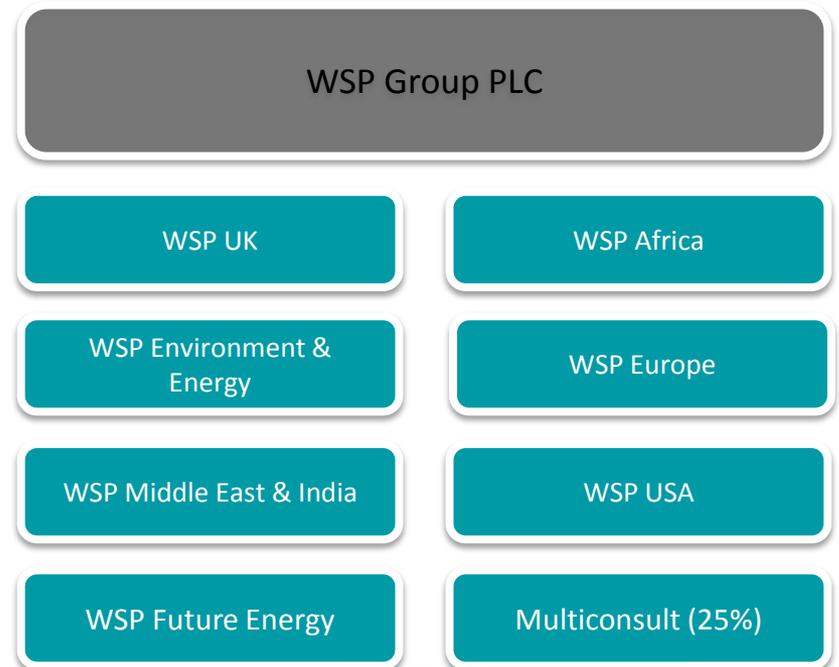 WSP Group PLC
WSP UK
WSP Africa
WSP Environment &
Energy
WSP Europe
WSP Middle East & India
WSP USA
WSP Future Energy
Multiconsult (25%)